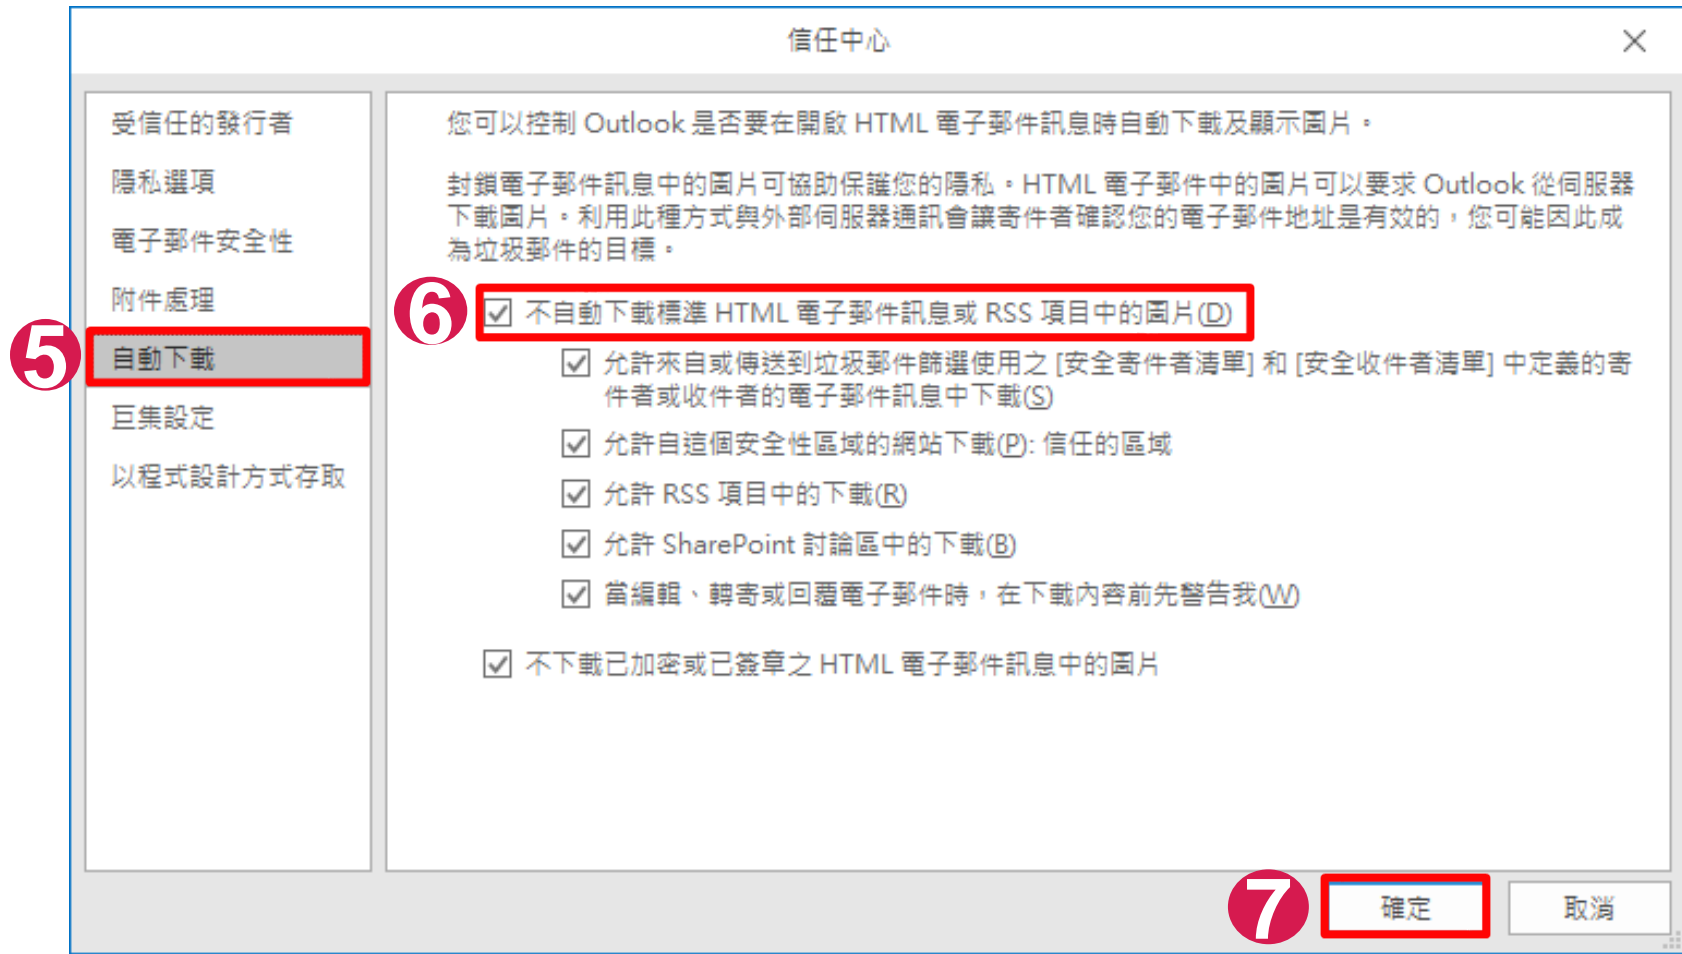 信任中心
受信任的發行者
隱私選項
電子郵件安全性
附件處理
5
自動下載
巨集設定
以程式設計方式存取
您可以控制 Outlook 是否要在開啟 HTML 電子郵件訊息時自動下載及顯示圖片。
封鎖電子郵件訊息中的圖片可協助保護您的隱私。HTML 電子郵件中的圖片可以要求 Outlook 從伺服器
下載圖片。利用此種方式與外部伺服器通訊會讓寄件者確認您的電子郵件地址是有效的，您可能因此成
為垃圾郵件的目標。
6
不自動下載標準 HTML 電子郵件訊息或 RSS 項目中的圖片(D)
允許來自或傳送到垃圾郵件篩選使用之 [安全寄件者清單] 和 [安全收件者清單] 中定義的寄
件者或收件者的電子郵件訊息中下載(S)
允許自這個安全性區域的網站下載(P): 信任的區域
允許 RSS 項目中的下載(R)
允許 SharePoint 討論區中的下載(B)
當編輯、轉寄或回覆電子郵件時，在下載內容前先警告我(W)
不下載已加密或已簽章之 HTML 電子郵件訊息中的圖片
7
確定
取消